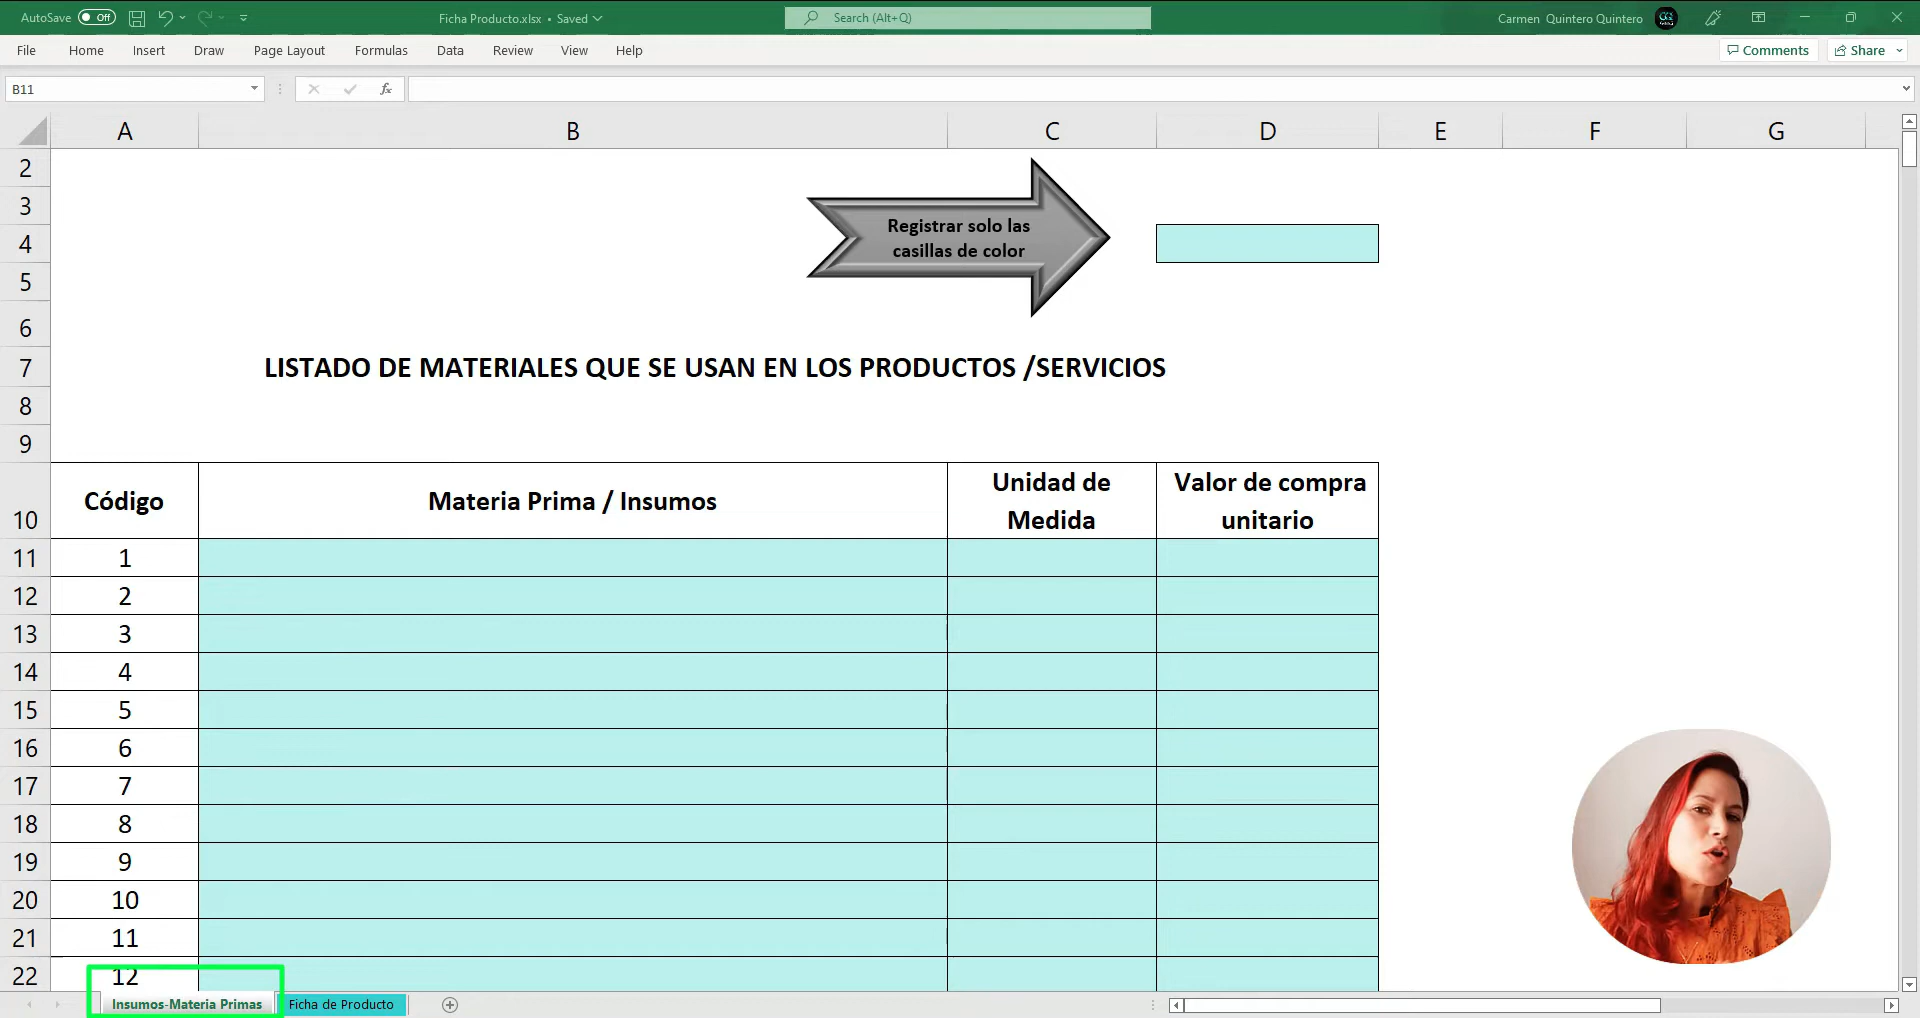 AutoSave Off Ficha Producto.xlsx • Saved Search (Alt+Q) Carmen Quintero Quintero
File Home Insert Draw Page Layout Formulas Data Review View Help Comments Share
B11 fx
A B C D E F G
2
3
Registrar solo las
casillas de color
4
5
6
7 LISTADO DE MATERIALES QUE SE USAN EN LOS PRODUCTOS /SERVICIOS
8
9
10 Código Materia Prima / Insumos Unidad de Medida Valor de compra unitario
11 1
12 2
13 3
14 4
15 5
16 6
17 7
18 8
19 9
20 10
21 11
22 12
Insumos-Materia Primas Ficha de Producto